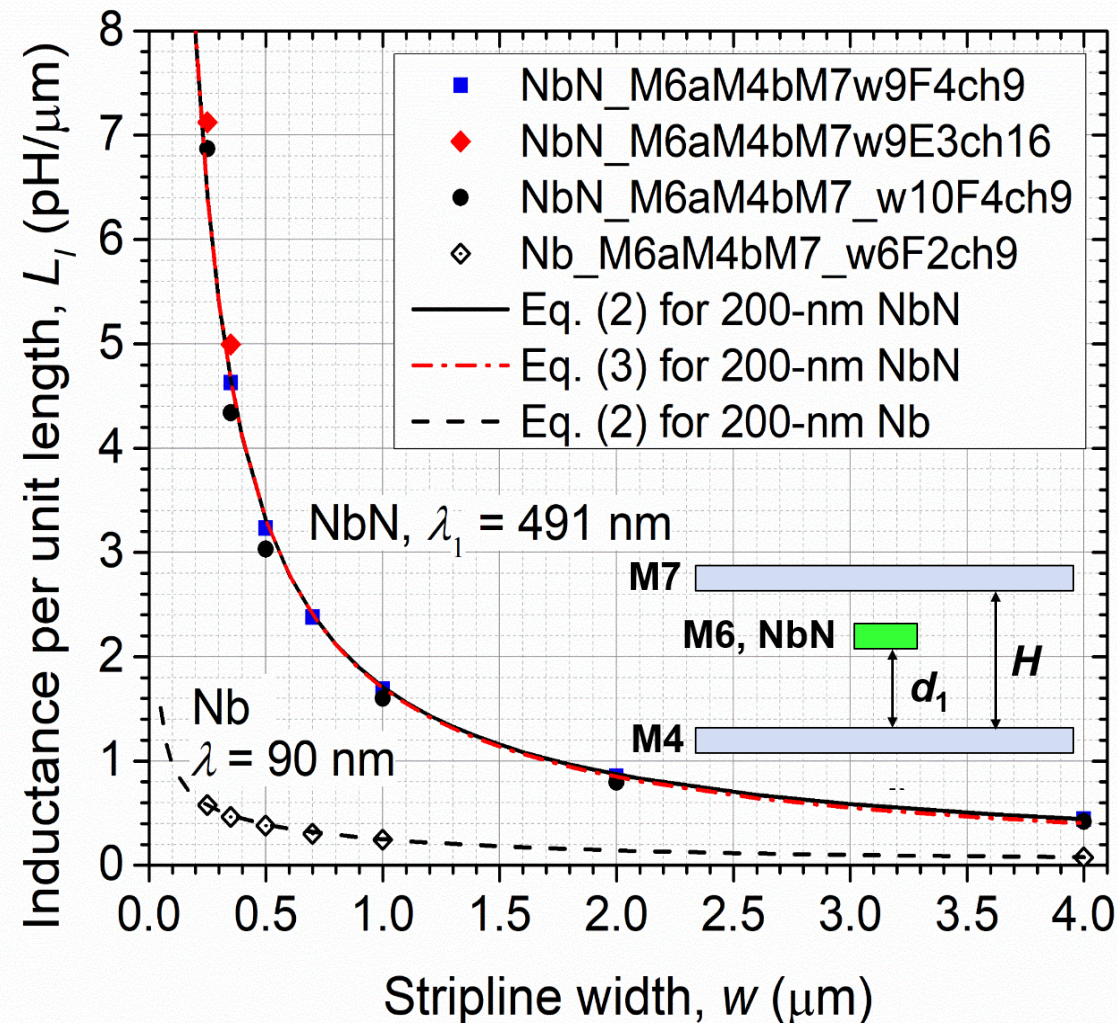 Inductance per unit length, Lₗ (pH/μm)
8
7
6
5
4
3
2
1
0
NbN_M6aM4bM7w9F4ch9
NbN_M6aM4bM7w9E3ch16
NbN_M6aM4bM7_w10F4ch9
Nb_M6aM4bM7_w6F2ch9
Eq. (2) for 200-nm NbN
Eq. (3) for 200-nm NbN
Eq. (2) for 200-nm Nb
NbN, λ₁ = 491 nm
M7
M6, NbN
H
d₁
M4
Nb
λ = 90 nm
--
0.0 0.5 1.0 1.5 2.0 2.5 3.0 3.5 4.0
Stripline width, w (μm)